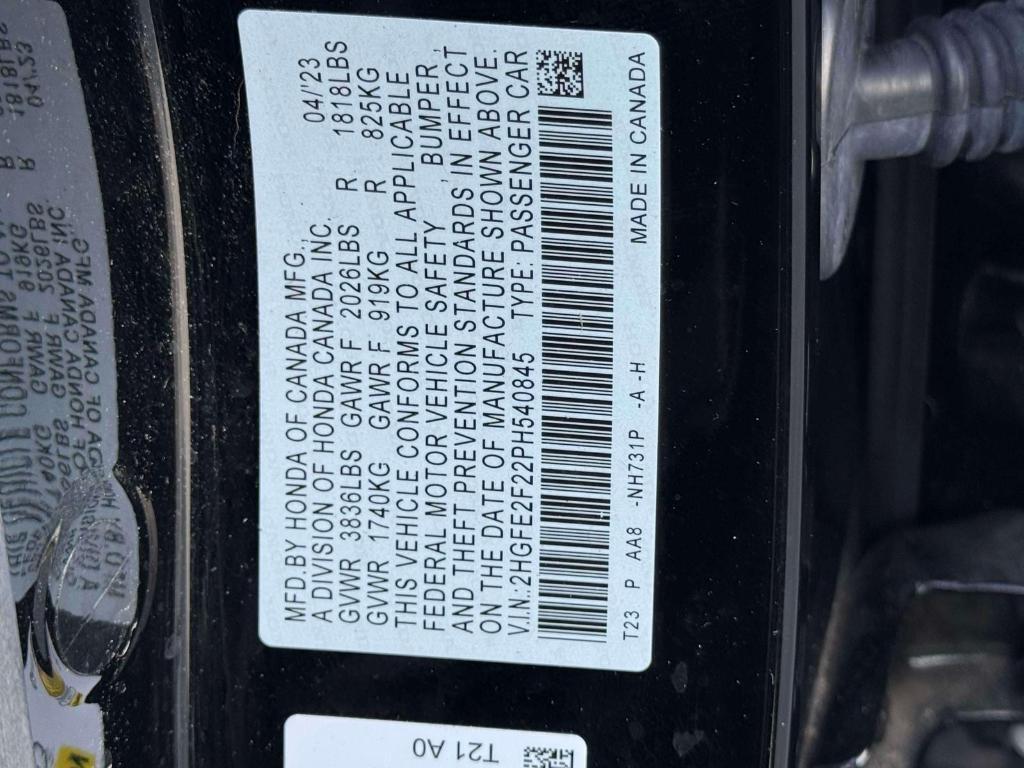 MFD.BY HONDA OF CANADA MFG.,
A DIVISION OF HONDA CANADA INC. 04/'23
GVWR 3836LBS GAWR F 2026LBS R 1818LBS
GVWR 1740KG GAWR F 919KG R 825KG
THIS VEHICLE CONFORMS TO ALL APPLICABLE
FEDERAL MOTOR VEHICLE SAFETY, BUMPER,
AND THEFT PREVENTION STANDARDS IN EFFECT
ON THE DATE OF MANUFACTURE SHOWN ABOVE.
V.I.N.:2HGFE2F22PH540845 TYPE: PASSENGER CAR
T23 P AA8 -NH731P -A -H MADE IN CANADA
T21 A0